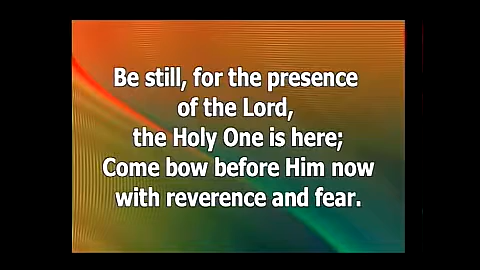 Be still, for the presence
of the Lord,
the Holy One is here;
Come bow before Him now
with reverence and fear.